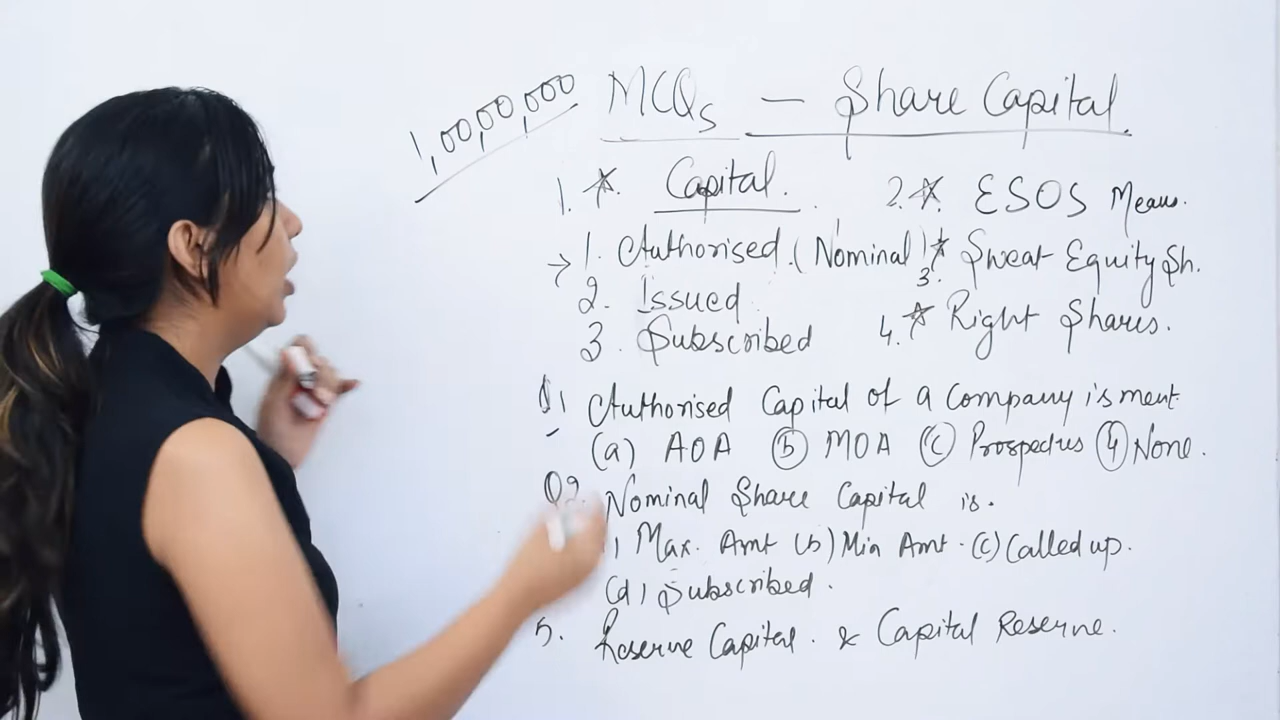 1,00,00,000
MCQs — Share Capital
1. * Capital.
2. * ESOS Means.
→ 1. Authorised. (Nominal)
2. Issued
3. Subscribed
* 3. Sweat Equity Sh.
4. * Right Shares.
Q1 Authorised Capital of a Company is ment
(a) AOA (b) MOA (c) Prospectus (4) None.
Q2. Nominal Share Capital is.
) Max. Amt (b) Min Amt. (c) Called up.
(d) Subscribed.
5. Reserve Capital. & Capital Reserve.